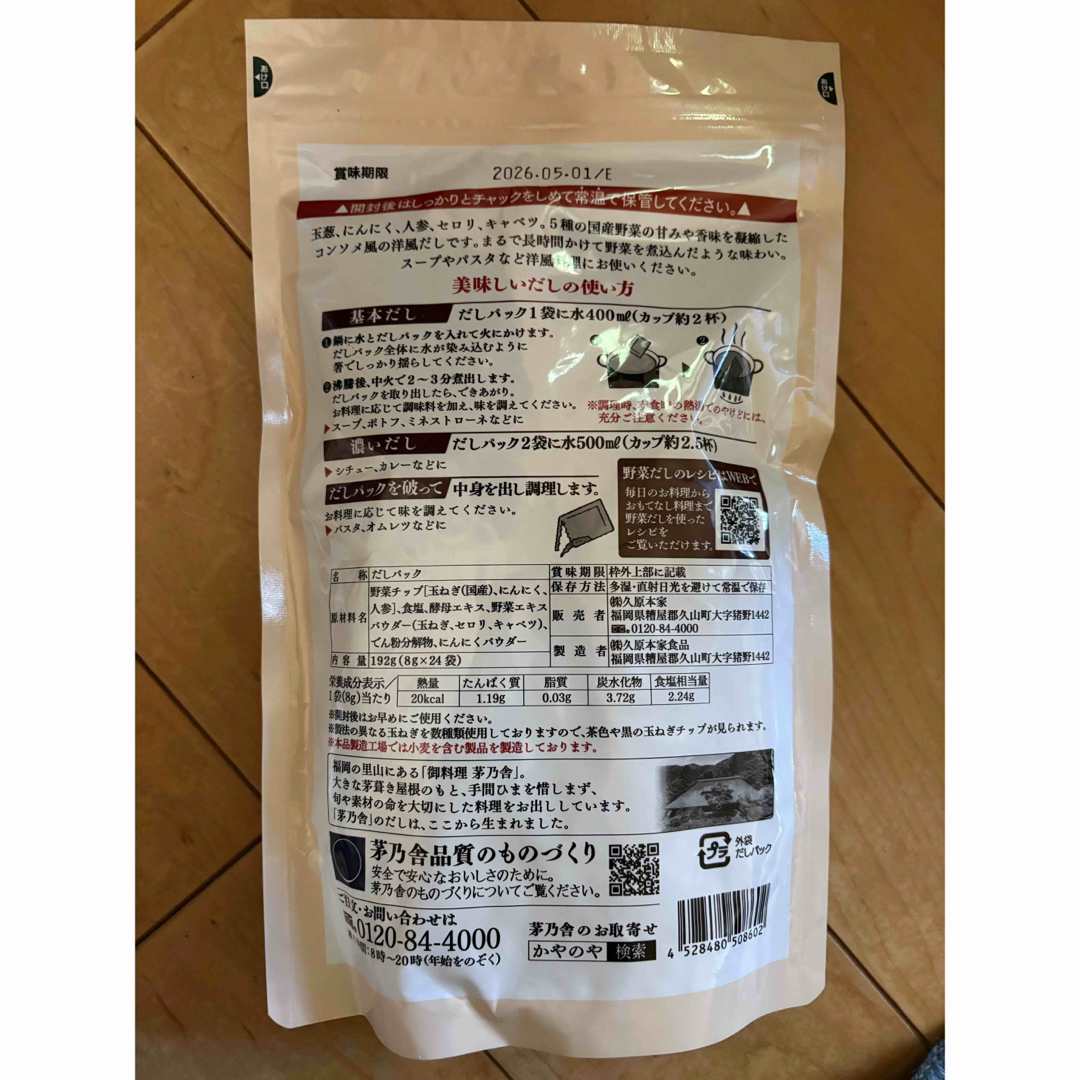 あけ口
あけ口
賞味期限 2026.05.01/E
▲開封後はしっかりとチャックをしめて常温で保管してください。▲
玉葱、にんにく、人参、セロリ、キャベツ。5種の国産野菜の甘みや香味を凝縮した
コンソメ風の洋風だしです。まるで長時間かけて野菜を煮込んだような味わい。
スープやパスタなど洋風料理にお使いください。
美味しいだしの使い方
基本だし だしパック1袋に水400㎖(カップ約2杯)
❶鍋に水とだしパックを入れて火にかけます。
だしパック全体に水が染み込むように
箸でしっかり揺らしてください。
❷沸騰後、中火で2〜3分煮出します。
だしパックを取り出したら、できあがり。
お料理に応じて調味料を加え、味を調えてください。
▶スープ、ポトフ、ミネストローネなどに
❷
※調理時、喫食時の熱湯でのやけどには、
充分ご注意ください。
濃いだし だしパック2袋に水500㎖(カップ約2.5杯)
▶シチュー、カレーなどに
だしパックを破って 中身を出し調理します。
お料理に応じて味を調えてください。
▶パスタ、オムレツなどに
野菜だしのレシピはWEBで
毎日のお料理から
おもてなし料理まで
野菜だしを使った
レシピを
ご覧いただけます。
名称 だしパック
原材料名 野菜チップ[玉ねぎ(国産)、にんにく、
人参]、食塩、酵母エキス、野菜エキス
パウダー(玉ねぎ、セロリ、キャベツ)、
でん粉分解物、にんにくパウダー
内容量 192g(8g×24袋)
賞味期限 枠外上部に記載
保存方法 多湿・直射日光を避けて常温で保存
販売者 ㈱久原本家
福岡県糟屋郡久山町大字猪野1442
0120-84-4000
製造者 ㈱久原本家食品
福岡県糟屋郡久山町大字猪野1442
栄養成分表示/ 熱量 たんぱく質 脂質 炭水化物 食塩相当量
1袋(8g)当たり 20kcal 1.19g 0.03g 3.72g 2.24g
※開封後はお早めにご使用ください。
※製法の異なる玉ねぎを数種類使用しておりますので、茶色や黒の玉ねぎチップが見られます。
※本品製造工場では小麦を含む製品を製造しております。
福岡の里山にある「御料理 茅乃舎」。
大きな茅葺き屋根のもと、手間ひまを惜しまず、
旬や素材の命を大切にした料理をお出ししています。
「茅乃舎」のだしは、ここから生まれました。
茅乃舎品質のものづくり
安全で安心なおいしさのために。
茅乃舎のものづくりについてご覧ください。
プラ
外袋
だしパック
ご注文・お問い合わせは
0120-84-4000
8時〜20時(年始をのぞく)
茅乃舎のお取寄せ
かやのや 検索
4 528480 508602